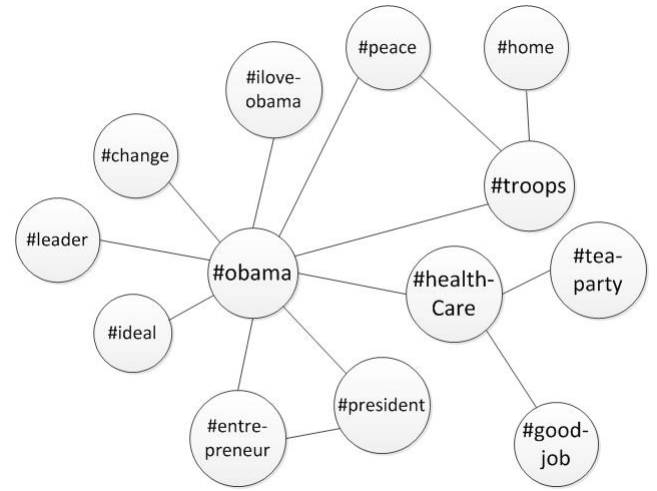 #peace
#home
#ilove-
obama
#change
#troops
#leader
#obama
#tea-
party
#health-
Care
#ideal
#president
#entre-
preneur
#good-
job